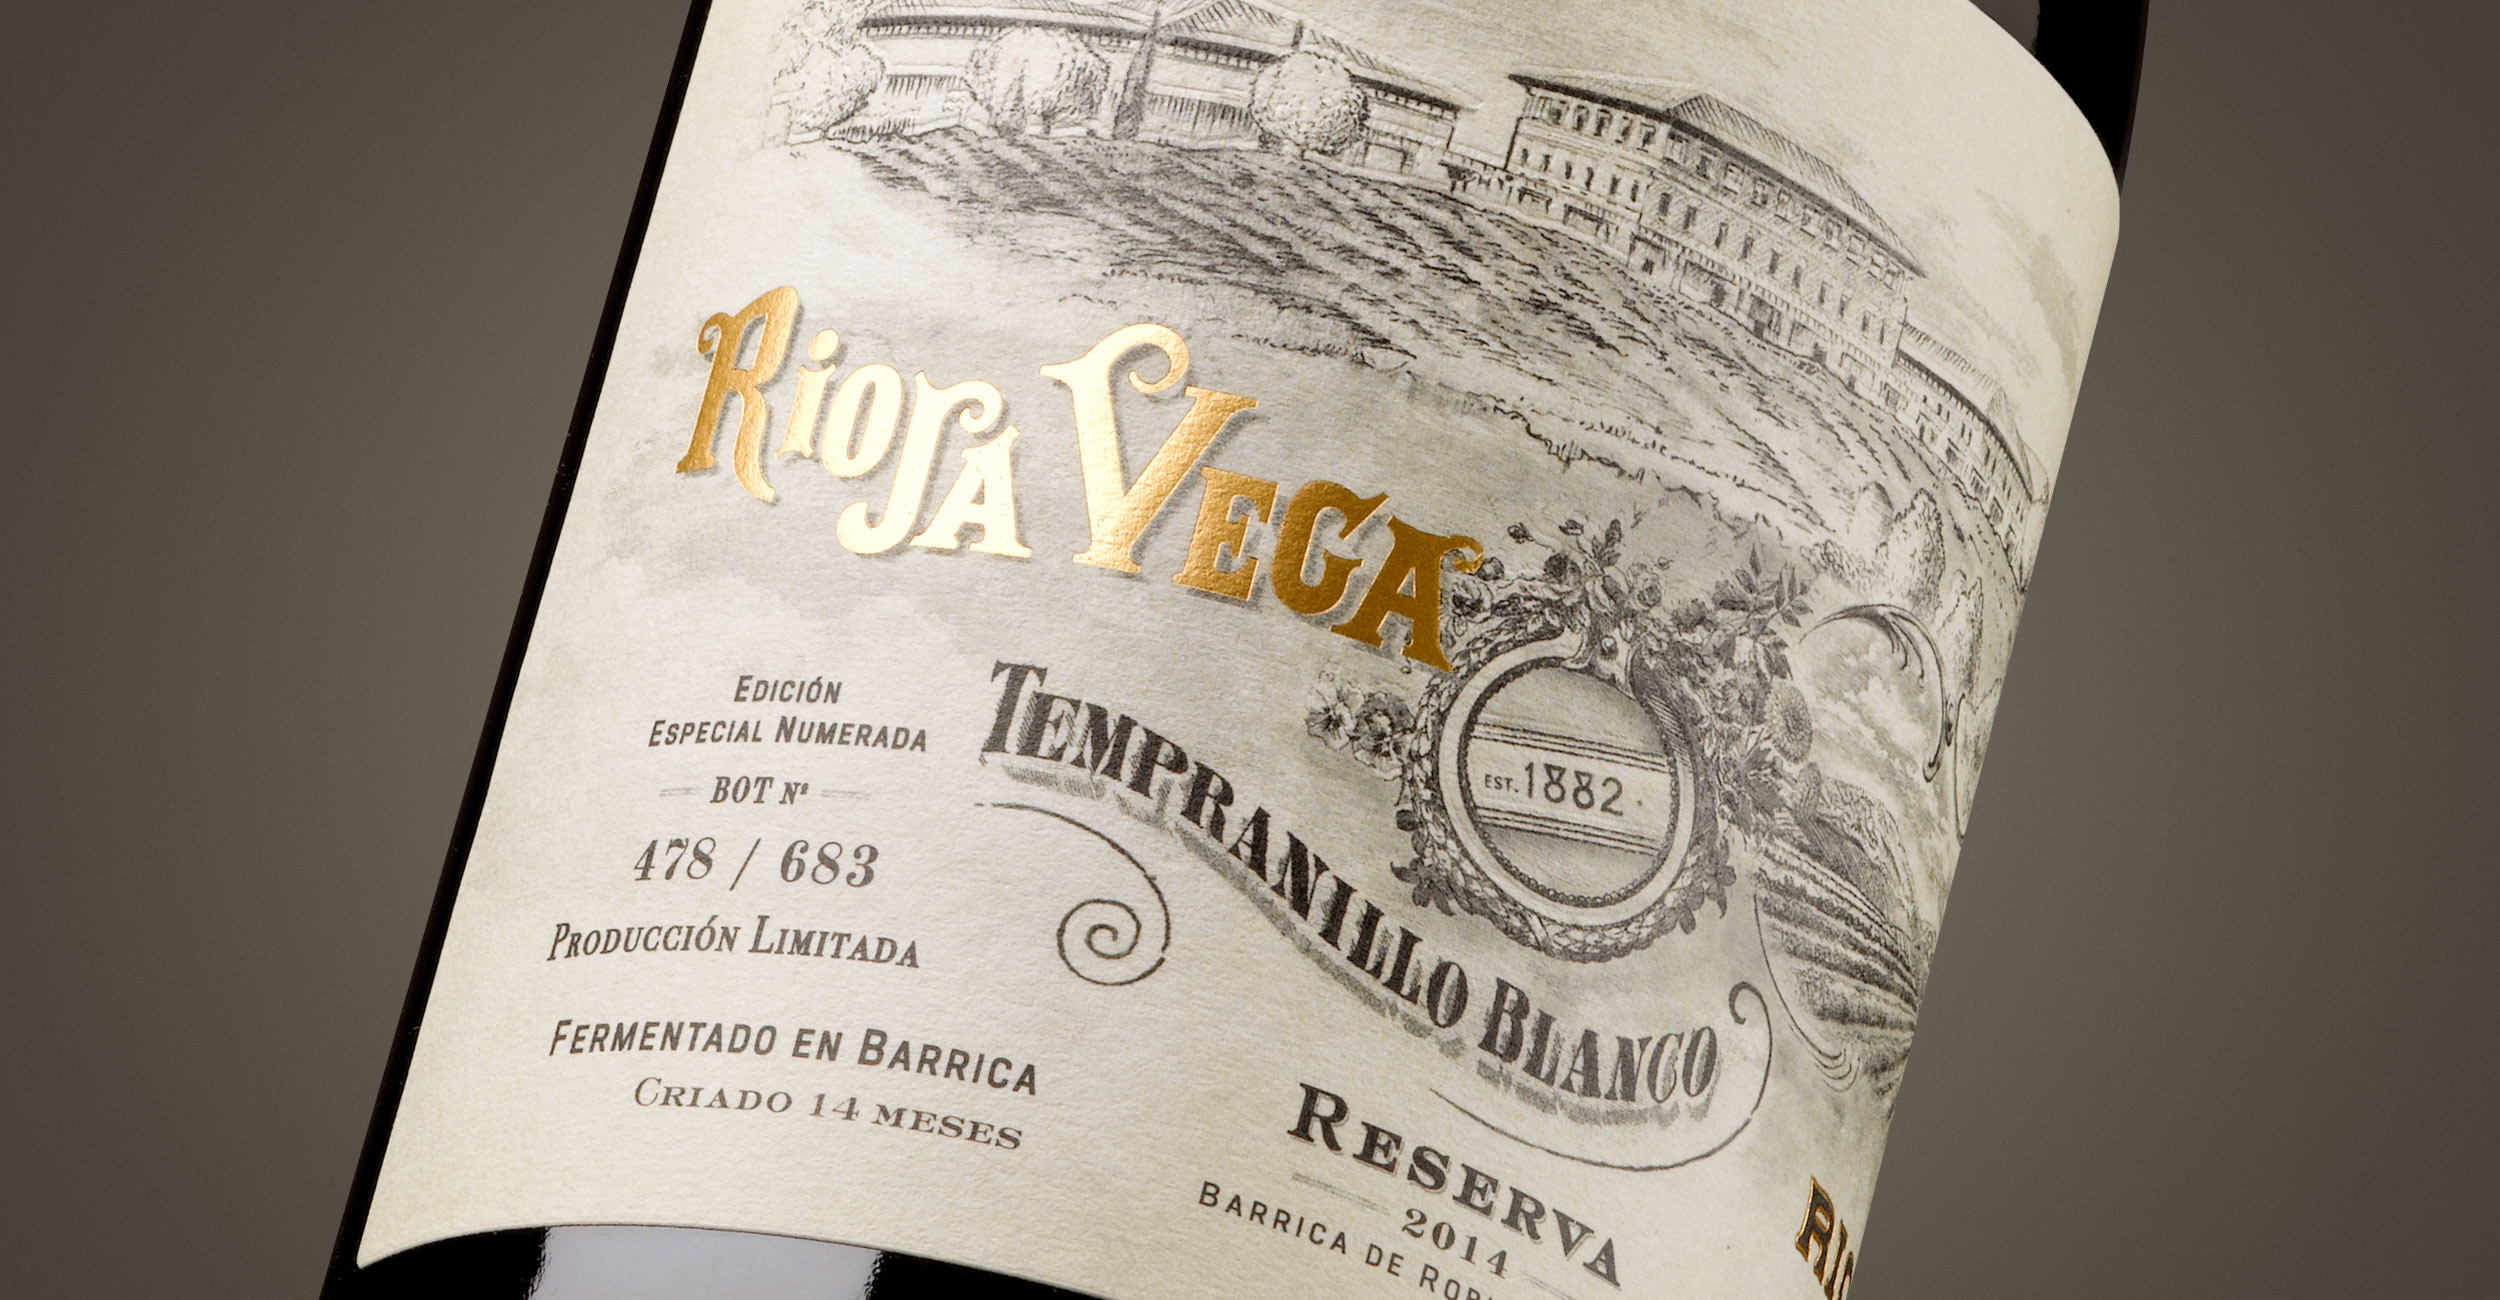 Rioja Vega
Edición
Especial Numerada
BOT Nº
478 / 683
Producción Limitada
Fermentado en Barrica
Criado 14 meses
EST. 1882
Tempranillo Blanco
Reserva
2014
Barrica de